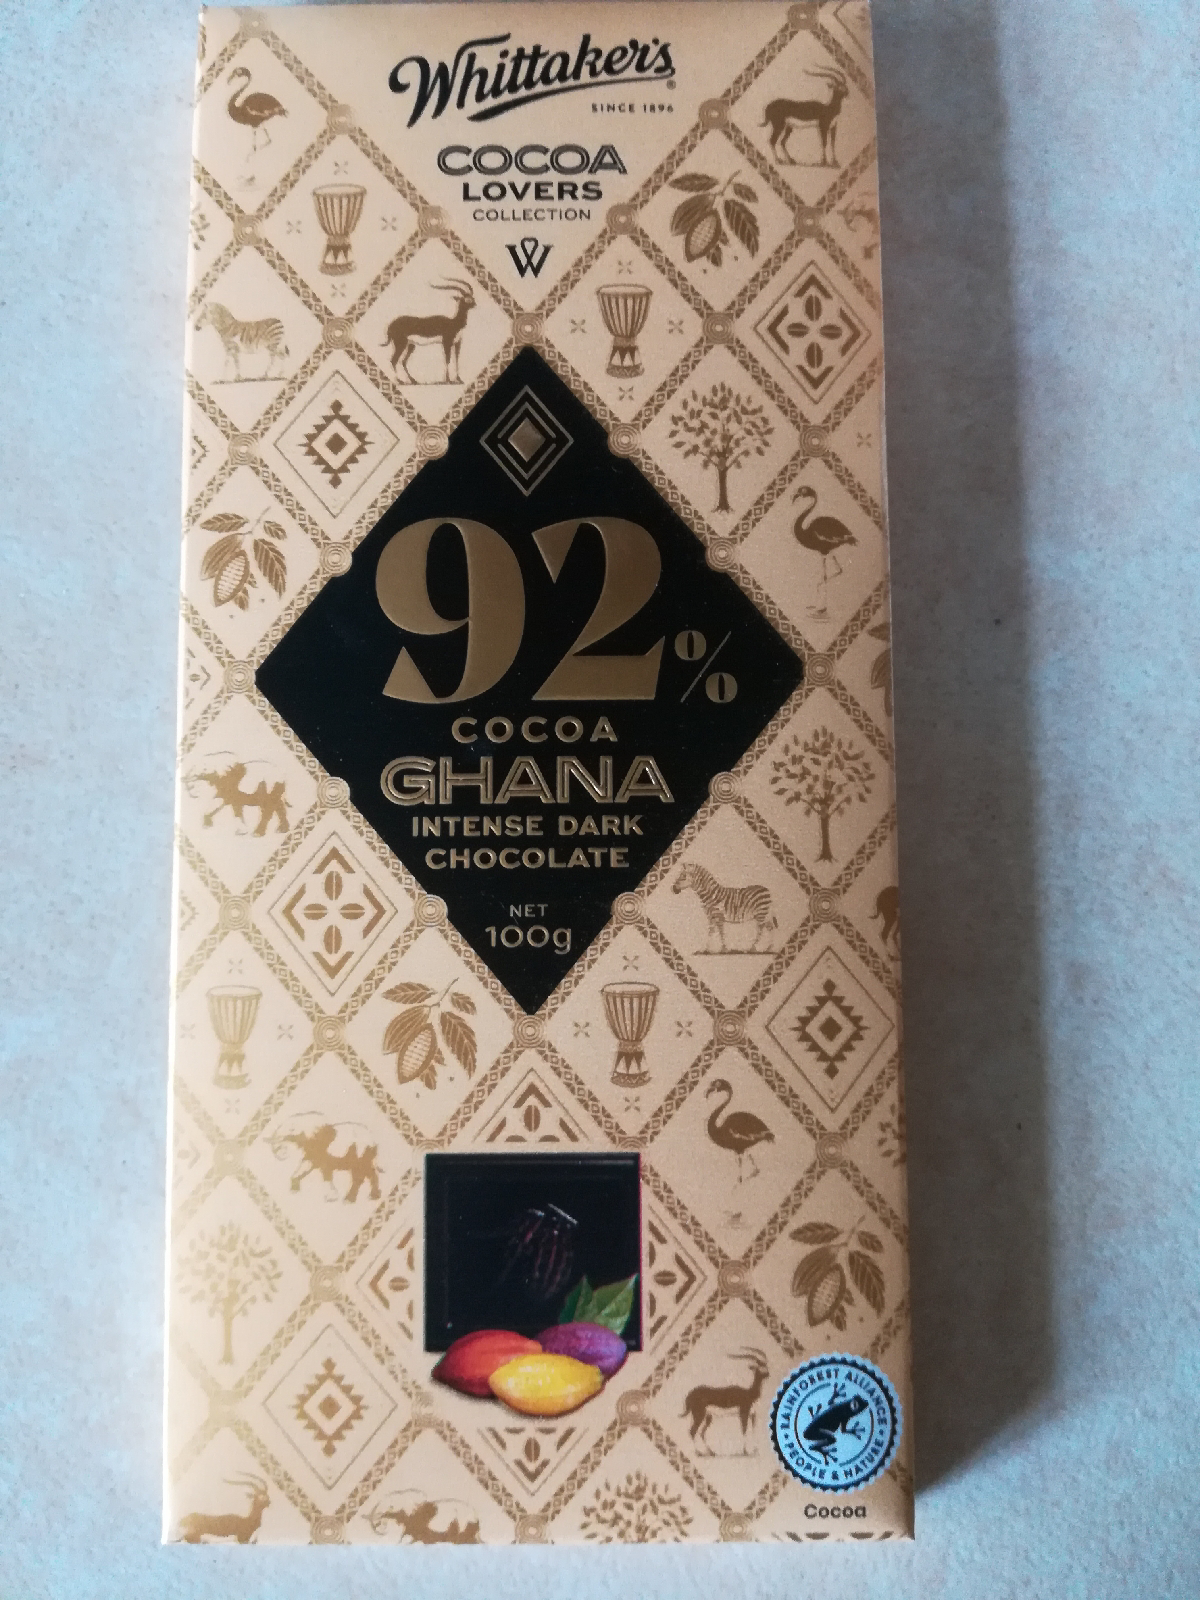 Whittaker's
SINCE 1896
COCOA
LOVERS
COLLECTION
W
92%
COCOA
GHANA
INTENSE DARK
CHOCOLATE
NET
100g
RAINFOREST ALLIANCE
PEOPLE & NATURE
Cocoa